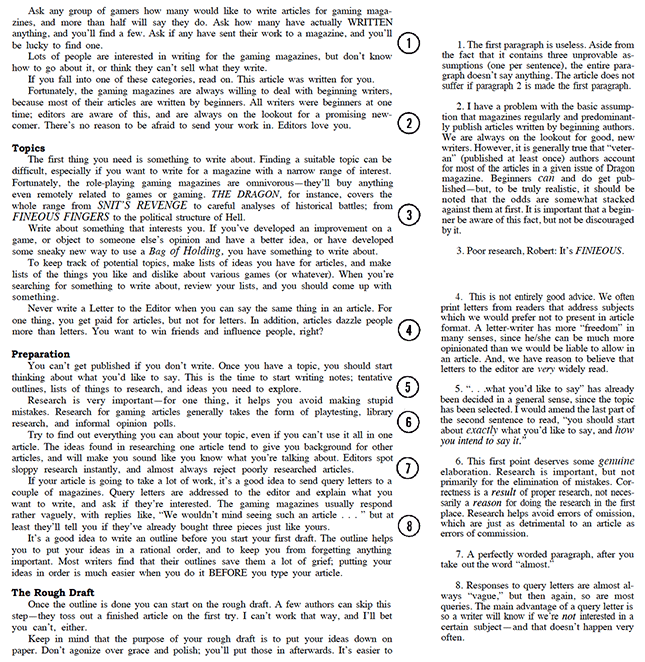 Ask any group of gamers how many would like to write articles for gaming maga-
zines, and more than half will say they do. Ask how many have actually WRITTEN
anything, and you'll find a few. Ask if any have sent their work to a magazine, and you'll
be lucky to find one.
Lots of people are interested in writing for the gaming magazines, but don't know
how to go about it, or think they can't sell what they write.
If you fall into one of these categories, read on. This article was written for you.
Fortunately, the gaming magazines are always willing to deal with beginning writers,
because most of their articles are written by beginners. All writers were beginners at one
time; editors are aware of this, and are always on the lookout for a promising new-
comer. There's no reason to be afraid to send your work in. Editors love you.
Topics
The first thing you need is something to write about. Finding a suitable topic can be
difficult, especially if you want to write for a magazine with a narrow range of interest.
Fortunately, the role-playing gaming magazines are omnivorous—they'll buy anything
even remotely related to games or gaming. THE DRAGON, for instance, covers the
whole range from SNIT'S REVENGE to careful analyses of historical battles; from
FINEOUS FINGERS to the political structure of Hell.
Write about something that interests you. If you've developed an improvement on a
game, or object to someone else's opinion and have a better idea, or have developed
some sneaky new way to use a Bag of Holding, you have something to write about.
To keep track of potential topics, make lists of ideas you have for articles, and make
lists of the things you like and dislike about various games (or whatever). When you're
searching for something to write about, review your lists, and you should come up with
something.
Never write a Letter to the Editor when you can say the same thing in an article. For
one thing, you get paid for articles, but not for letters. In addition, articles dazzle people
more than letters. You want to win friends and influence people, right?
Preparation
You can't get published if you don't write. Once you have a topic, you should start
thinking about what you'd like to say. This is the time to start writing notes; tentative
outlines, lists of things to research, and ideas you need to explore.
Research is very important—for one thing, it helps you avoid making stupid
mistakes. Research for gaming articles generally takes the form of playtesting, library
research, and informal opinion polls.
Try to find out everything you can about your topic, even if you can't use it all in one
article. The ideas found in researching one article tend to give you background for other
articles, and will make you sound like you know what you're talking about. Editors spot
sloppy research instantly, and almost always reject poorly researched articles.
If your article is going to take a lot of work, it's a good idea to send query letters to a
couple of magazines. Query letters are addressed to the editor and explain what you
want to write, and ask if they're interested. The gaming magazines usually respond
rather vaguely, with replies like, "We wouldn't mind seeing such an article . . . " but at
least they'll tell you if they've already bought three pieces just like yours.
It's a good idea to write an outline before you start your first draft. The outline helps
you to put your ideas in a rational order, and to keep you from forgetting anything
important. Most writers find that their outlines save them a lot of grief; putting your
ideas in order is much easier when you do it BEFORE you type your article.
The Rough Draft
Once the outline is done you can start on the rough draft. A few authors can skip this
step—they toss out a finished article on the first try. I can't work that way, and I'll bet
you can't, either.
Keep in mind that the purpose of your rough draft is to put your ideas down on
paper. Don't agonize over grace and polish; you'll put those in afterwards. It's easier to
1
2
3
4
5
6
7
8
1. The first paragraph is useless. Aside from
the fact that it contains three unprovable as-
sumptions (one per sentence), the entire para-
graph doesn't say anything. The article does not
suffer if paragraph 2 is made the first paragraph.
2. I have a problem with the basic assump-
tion that magazines regularly and predominant-
ly publish articles written by beginning authors.
We are always on the lookout for good, new
writers. However, it is generally true that "veter-
an" (published at least once) authors account
for most of the articles in a given issue of Dragon
magazine. Beginners can and do get pub-
lished—but, to be truly realistic, it should be
noted that the odds are somewhat stacked
against them at first. It is important that a begin-
ner be aware of this fact, but not be discouraged
by it.
3. Poor research, Robert: It's FINIEOUS.
4. This is not entirely good advice. We often
print letters from readers that address subjects
which we would prefer not to present in article
format. A letter-writer has more "freedom" in
many senses, since he/she can be much more
opinionated than we would be liable to allow in
an article. And, we have reason to believe that
letters to the editor are very widely read.
5. ". . .what you'd like to say" has already
been decided in a general sense, since the topic
has been selected. I would amend the last part of
the second sentence to read, "you should start
about exactly what you'd like to say, and how
you intend to say it."
6. This first point deserves some genuine
elaboration. Research is important, but not
primarily for the elimination of mistakes. Cor-
rectness is a result of proper research, not neces-
sarily a reason for doing the research in the first
place. Research helps avoid errors of omission,
which are just as detrimental to an article as
errors of commission.
7. A perfectly worded paragraph, after you
take out the word "almost."
8. Responses to query letters are almost al-
ways "vague," but then again, so are most
queries. The main advantage of a query letter is
so a writer will know if we're not interested in a
certain subject—and that doesn't happen very
often.